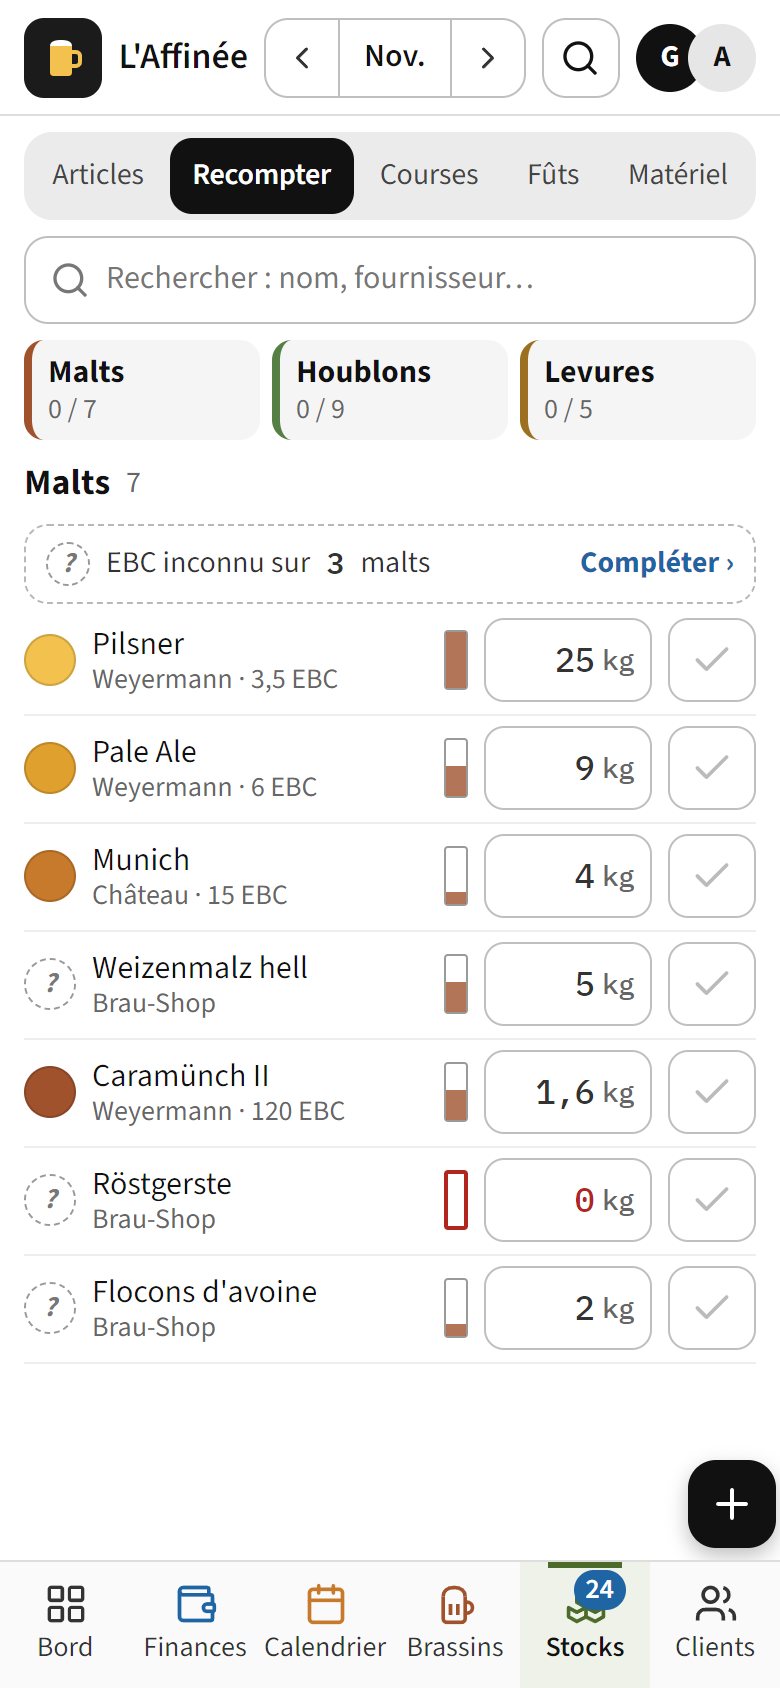 L'Affinée
Nov.
G
A
Articles
Recompter
Courses
Fûts
Matériel
Rechercher : nom, fournisseur…
Malts
0 / 7
Houblons
0 / 9
Levures
0 / 5
Malts 7
? EBC inconnu sur 3 malts
Compléter ›
Pilsner
Weyermann · 3,5 EBC
25 kg
Pale Ale
Weyermann · 6 EBC
9 kg
Munich
Château · 15 EBC
4 kg
?
Weizenmalz hell
Brau-Shop
5 kg
Caramünch II
Weyermann · 120 EBC
1,6 kg
?
Röstgerste
Brau-Shop
0 kg
?
Flocons d'avoine
Brau-Shop
2 kg
24
Bord
Finances
Calendrier
Brassins
Stocks
Clients